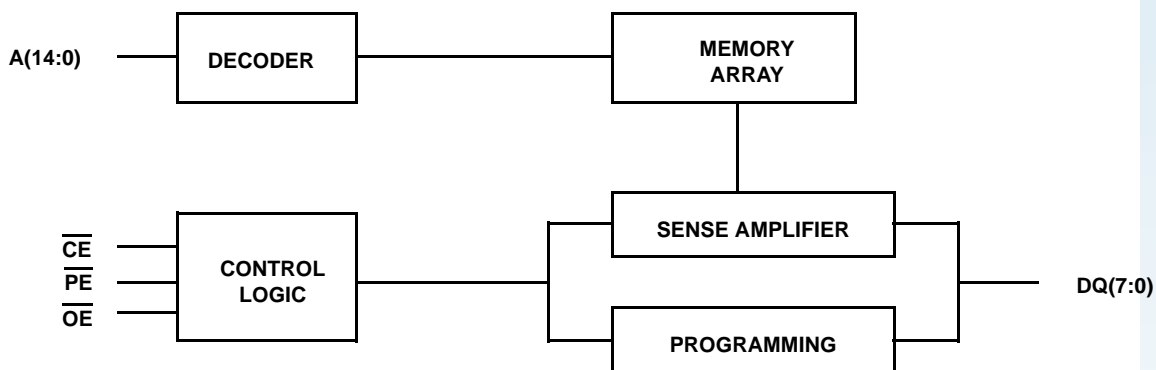 A(14:0)
DECODER
MEMORY
ARRAY
CE
PE
OE
CONTROL
LOGIC
SENSE AMPLIFIER
PROGRAMMING
DQ(7:0)